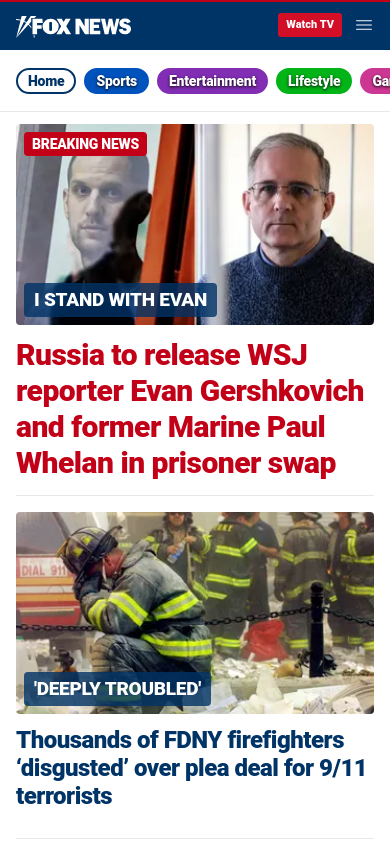 FOX NEWS
Watch TV
Home Sports Entertainment Lifestyle Ga
BREAKING NEWS
I STAND WITH EVAN
Russia to release WSJ
reporter Evan Gershkovich
and former Marine Paul
Whelan in prisoner swap
DIAL 911
'DEEPLY TROUBLED'
Thousands of FDNY firefighters
‘disgusted’ over plea deal for 9/11
terrorists